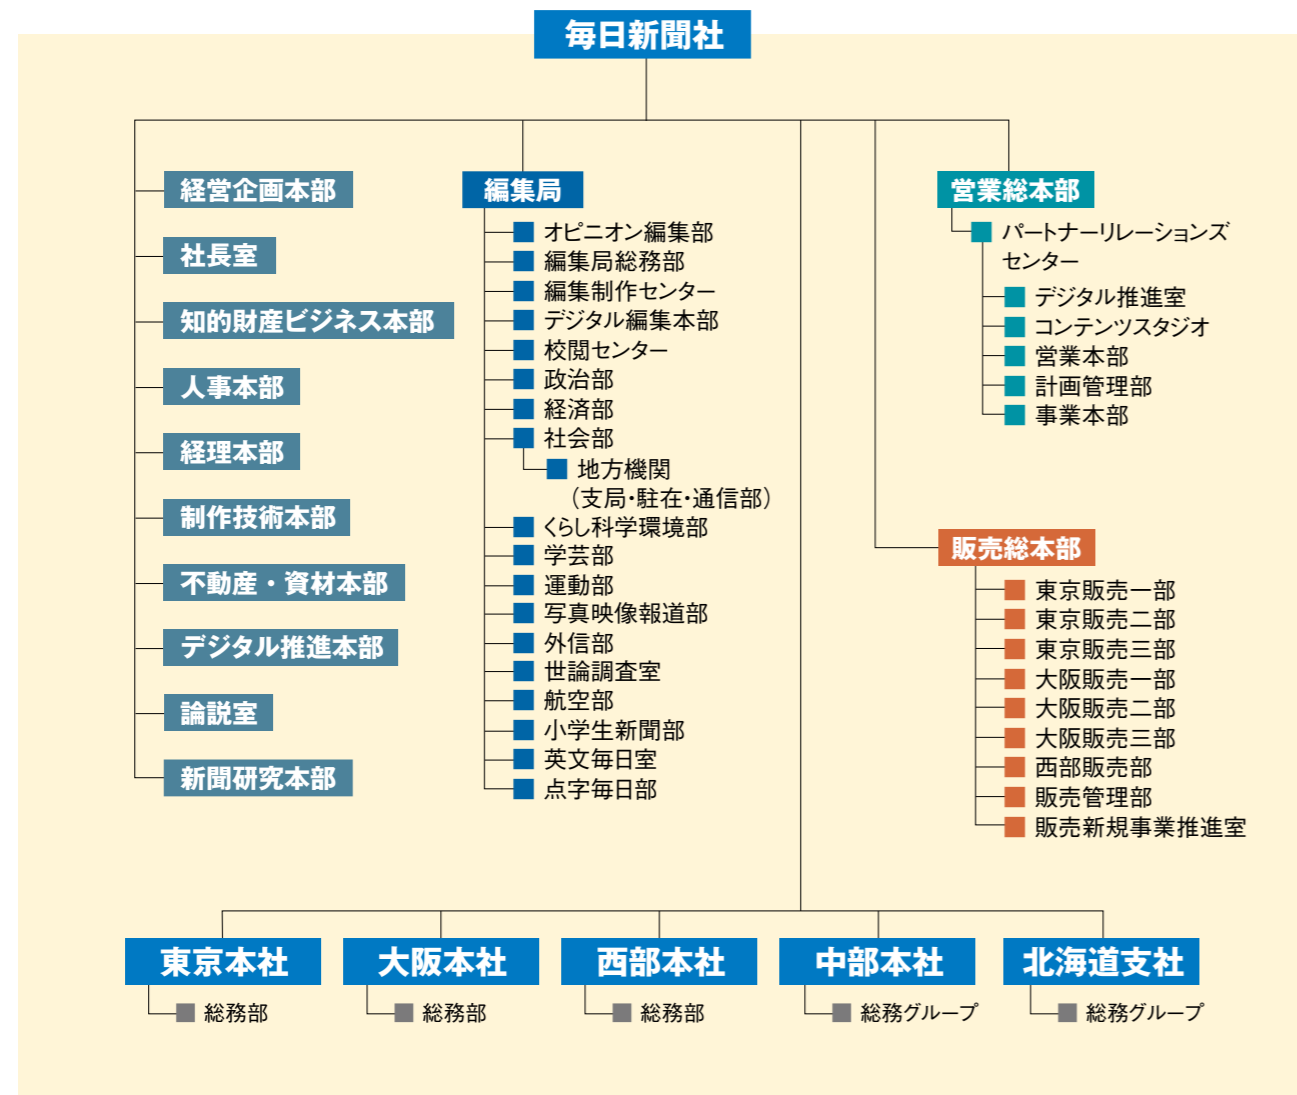 毎日新聞社
経営企画本部
社長室
知的財産ビジネス本部
人事本部
経理本部
制作技術本部
不動産・資材本部
デジタル推進本部
論説室
新聞研究本部
編集局
オピニオン編集部
編集局総務部
編集制作センター
デジタル編集本部
校閲センター
政治部
経済部
社会部
地方機関
（支局・駐在・通信部）
くらし科学環境部
学芸部
運動部
写真映像報道部
外信部
世論調査室
航空部
小学生新聞部
英文毎日室
点字毎日部
営業総本部
パートナーリレーションズ
センター
デジタル推進室
コンテンツスタジオ
営業本部
計画管理部
事業本部
販売総本部
東京販売一部
東京販売二部
東京販売三部
大阪販売一部
大阪販売二部
大阪販売三部
西部販売部
販売管理部
販売新規事業推進室
東京本社
総務部
大阪本社
総務部
西部本社
総務部
中部本社
総務グループ
北海道支社
総務グループ